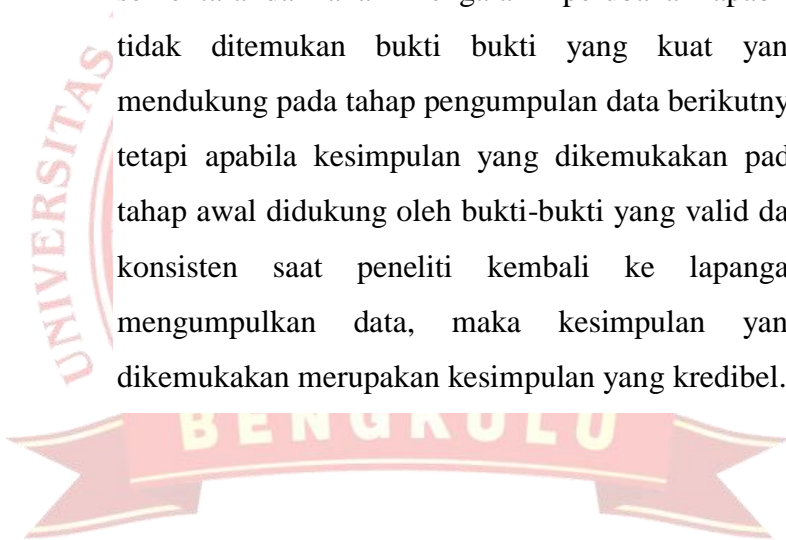 tidak ditemukan bukti bukti yang kuat yan
mendukung pada tahap pengumpulan data berikutny
tetapi apabila kesimpulan yang dikemukakan pad
tahap awal didukung oleh bukti-bukti yang valid da
konsisten saat peneliti kembali ke lapanga
mengumpulkan data, maka kesimpulan yan
dikemukakan merupakan kesimpulan yang kredibel.
UNIVERSITAS
BENGKULU